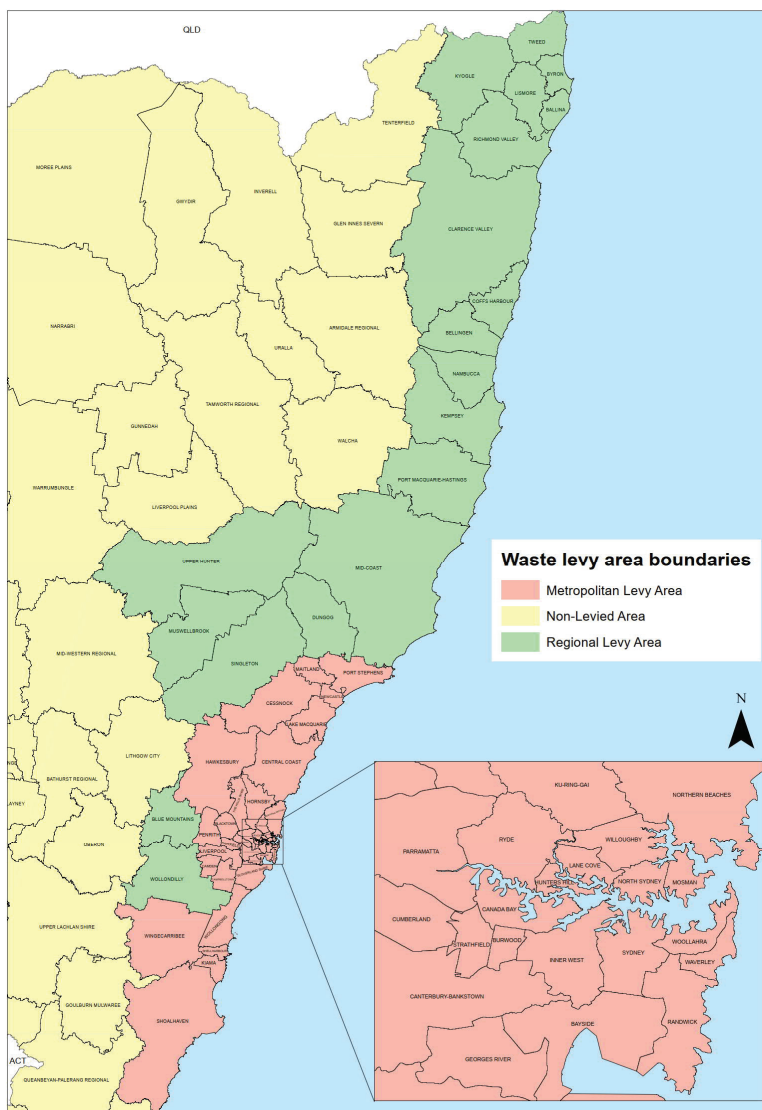 QLD
TWEED
KYOGLE
BYRON
LISMORE
BALLINA
TENTERFIELD
RICHMOND VALLEY
MOREE PLAINS
INVERELL
GWYDIR
GLEN INNES SEVERN
CLARENCE VALLEY
COFFS HARBOUR
NARRABRI
ARMIDALE REGIONAL
BELLINGEN
URALLA
NAMBUCCA
TAMWORTH REGIONAL
KEMPSEY
GUNNEDAH
WALCHA
PORT MACQUARIE-HASTINGS
WARRUMBUNGLE
LIVERPOOL PLAINS
UPPER HUNTER
MID-COAST
Waste levy area boundaries
Metropolitan Levy Area
Non-Levied Area
Regional Levy Area
DUNGOG
MUSWELLBROOK
MID-WESTERN REGIONAL
SINGLETON
MAITLAND
PORT STEPHENS
NEWCASTLE
CESSNOCK
LAKE MACQUARIE
N
LITHGOW CITY
HAWKESBURY
CENTRAL COAST
BATHURST REGIONAL
HORNSBY
AYNEY
BLUE MOUNTAINS
BLACKTOWN
PENRITH
OBERON
LIVERPOOL
WOLLONDILLY
UPPER LACHLAN SHIRE
WINGECARRIBEE
WOLLONGONG
KIAMA
GOULBURN MULWAREE
SHOALHAVEN
ACT
QUEANBEYAN-PALERANG REGIONAL
KU-RING-GAI
NORTHERN BEACHES
RYDE
WILLOUGHBY
PARRAMATTA
LANE COVE
HUNTERS HILL
NORTH SYDNEY
MOSMAN
CANADA BAY
CUMBERLAND
STRATHFIELD
BURWOOD
WOOLLAHRA
SYDNEY
INNER WEST
WAVERLEY
CANTERBURY-BANKSTOWN
RANDWICK
BAYSIDE
GEORGES RIVER